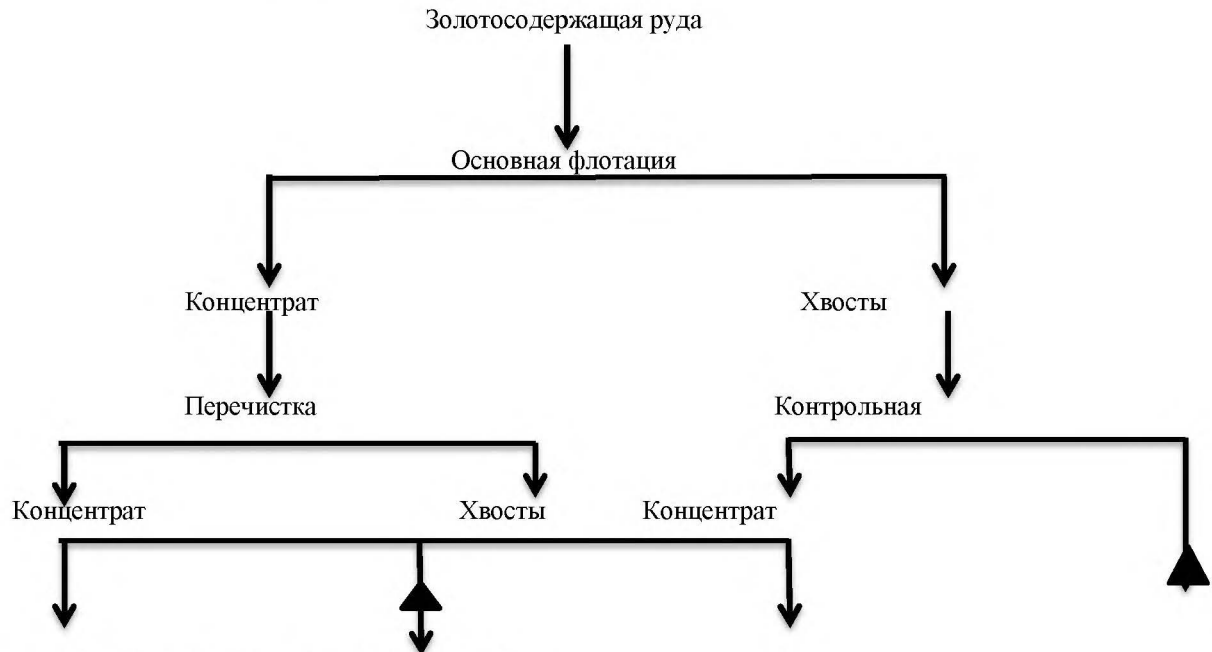 Золотосодержащая руда
Основная флотация
Концентрат
Хвосты
Перечистка
Контрольная
Концентрат
Хвосты
Концентрат